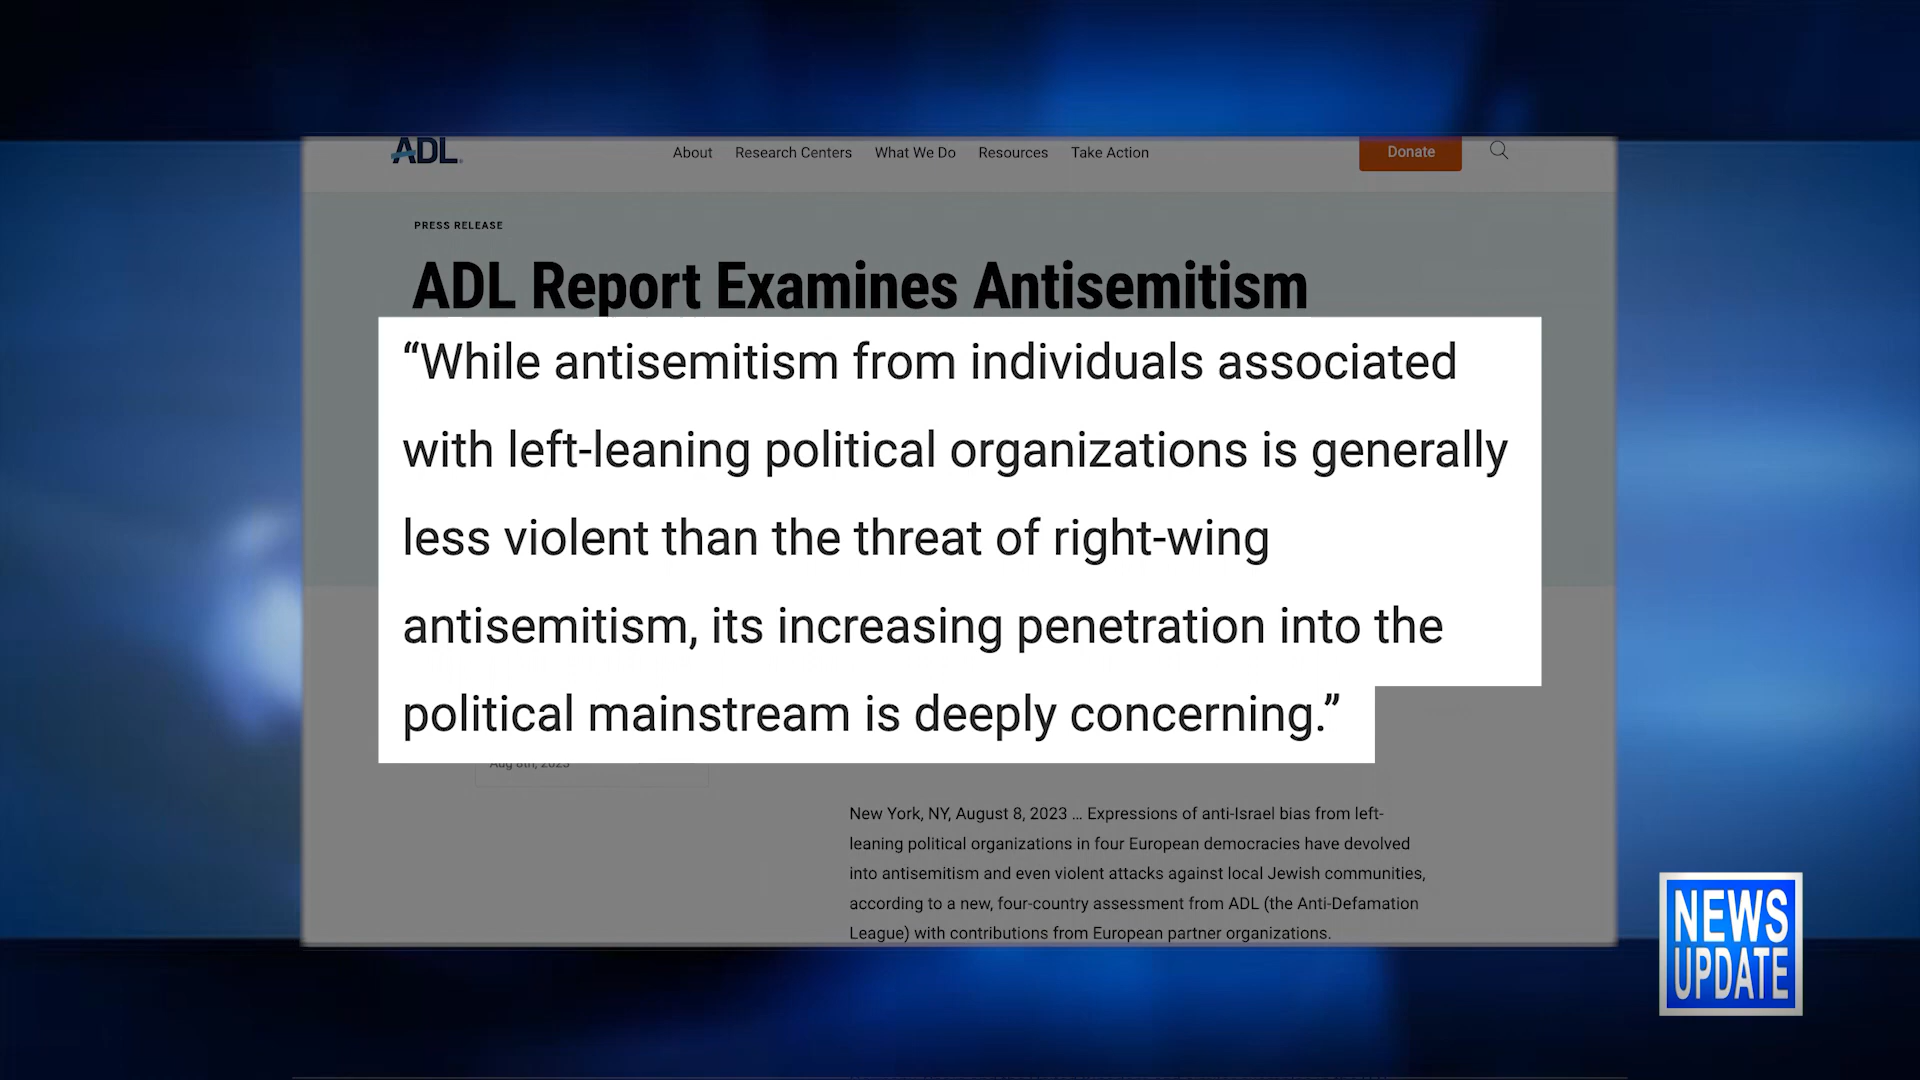 ADL
About Research Centers What We Do Resources Take Action Donate
PRESS RELEASE
ADL Report Examines Antisemitism
“While antisemitism from individuals associated
with left-leaning political organizations is generally
less violent than the threat of right-wing
antisemitism, its increasing penetration into the
political mainstream is deeply concerning.”
Aug 8th, 2023
New York, NY, August 8, 2023 ... Expressions of anti-Israel bias from left-
leaning political organizations in four European democracies have devolved
into antisemitism and even violent attacks against local Jewish communities,
according to a new, four-country assessment from ADL (the Anti-Defamation
League) with contributions from European partner organizations.
NEWS
UPDATE